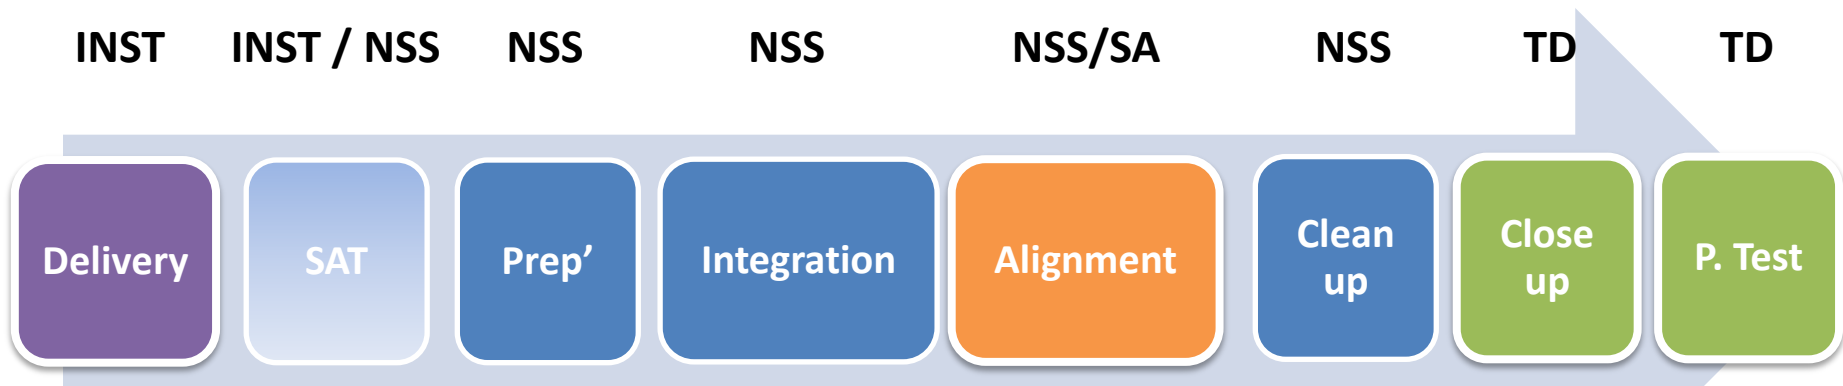 INST INST / NSS NSS NSS NSS/SA NSS TD TD
Delivery
SAT
Prep’
Integration
Alignment
Clean
up
Close
up
P. Test